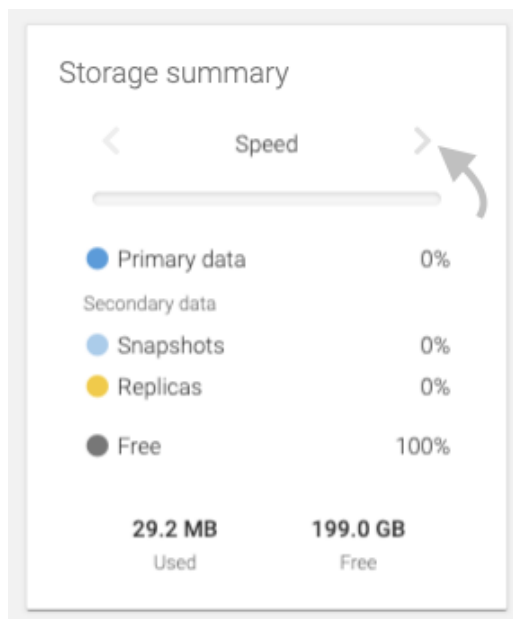 Storage summary
Speed
Primary data 0%
Secondary data
Snapshots 0%
Replicas 0%
Free 100%
29.2 MB 199.0 GB
Used Free